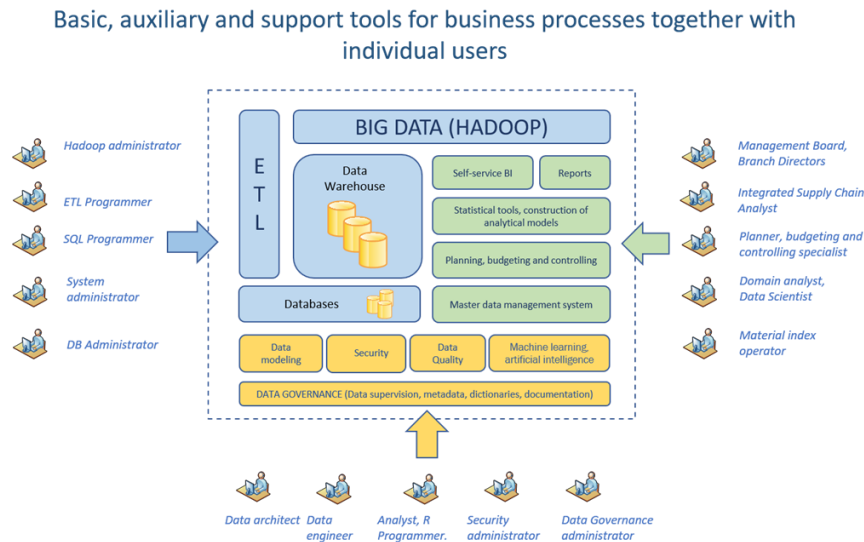 Basic, auxiliary and support tools for business processes together with
individual users
Hadoop administrator
ETL Programmer
SQL Programmer
System
administrator
DB Administrator
E
T
L
BIG DATA (HADOOP)
Data
Warehouse
Self-service BI
Reports
Statistical tools, construction of
analytical models
Planning, budgeting and controlling
Databases
Master data management system
Data
modeling
Security
Data
Quality
Machine learning,
artificial intelligence
DATA GOVERNANCE (Data supervision, metadata, dictionaries, documentation)
Management Board,
Branch Directors
Integrated Supply Chain
Analyst
Planner, budgeting and
controlling specialist
Domain analyst,
Data Scientist
Material index
operator
Data architect
Data
engineer
Analyst, R
Programmer.
Security
administrator
Data Governance
administrator